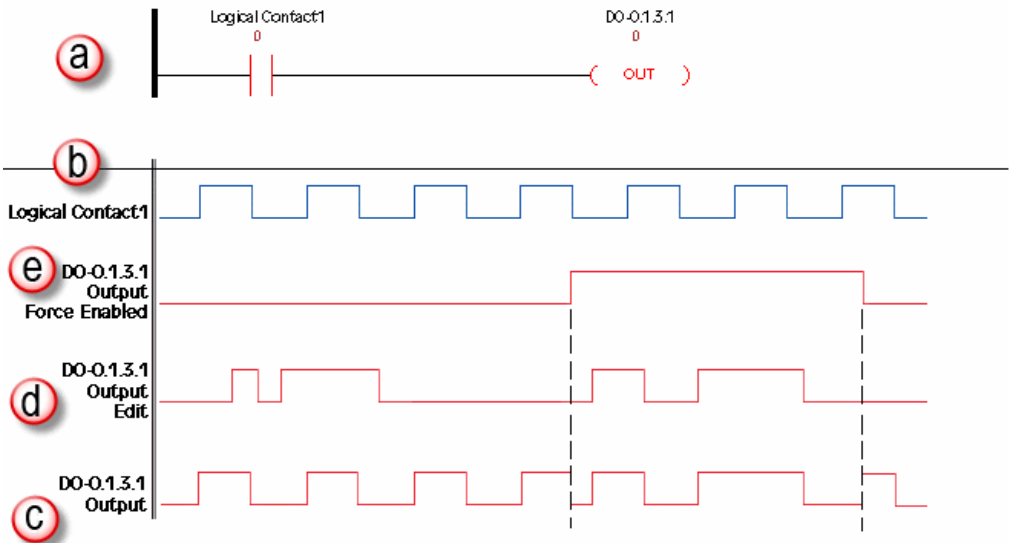 Logical Contact1
DO-0.1.3.1
0
0
a
OUT
b
Logical Contact1
e
DO-0.1.3.1
Output
Force Enabled
DO-0.1.3.1
Output
Edit
d
DO-0.1.3.1
Output
c